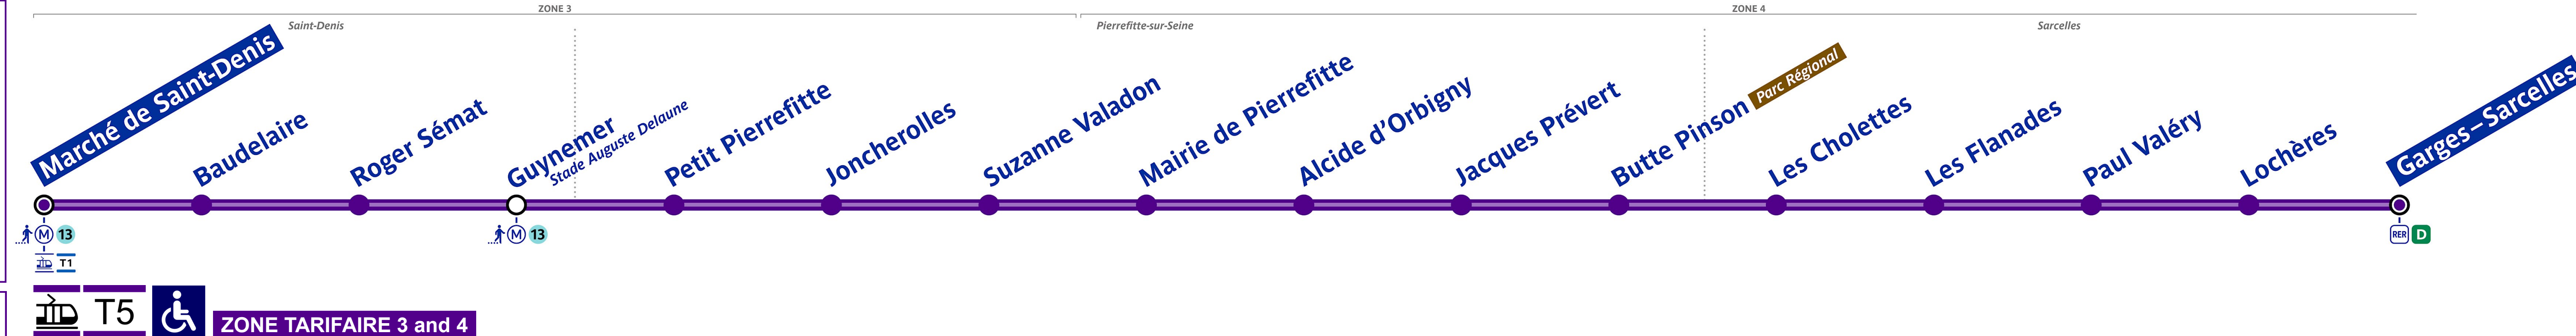 ZONE 3
ZONE 4
Saint-Denis
Pierrefitte-sur-Seine
Sarcelles
Marché de Saint-Denis
Baudelaire
Roger Sémat
Guynemer
Stade Auguste Delaune
Petit Pierrefitte
Joncherolles
Suzanne Valadon
Mairie de Pierrefitte
Alcide d’Orbigny
Jacques Prévert
Butte Pinson
Parc Régional
Les Cholettes
Les Flanades
Paul Valéry
Lochères
Garges – Sarcelles
M 13
T1
M 13
RER D
T5
ZONE TARIFAIRE 3 and 4